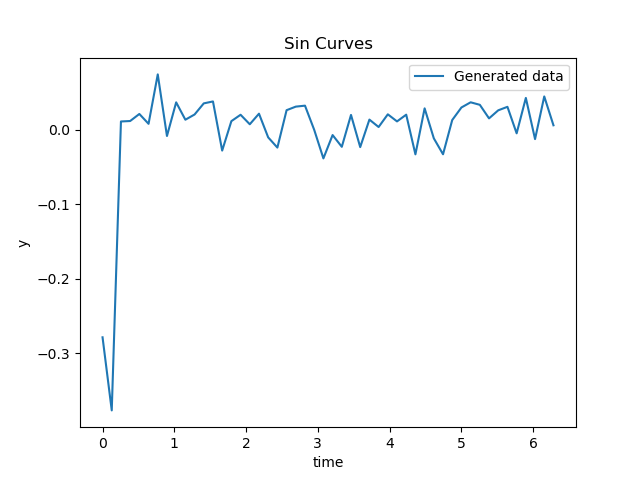 Sin Curves
Generated data
0.0
−0.1
−0.2
−0.3
y
0 1 2 3 4 5 6
time